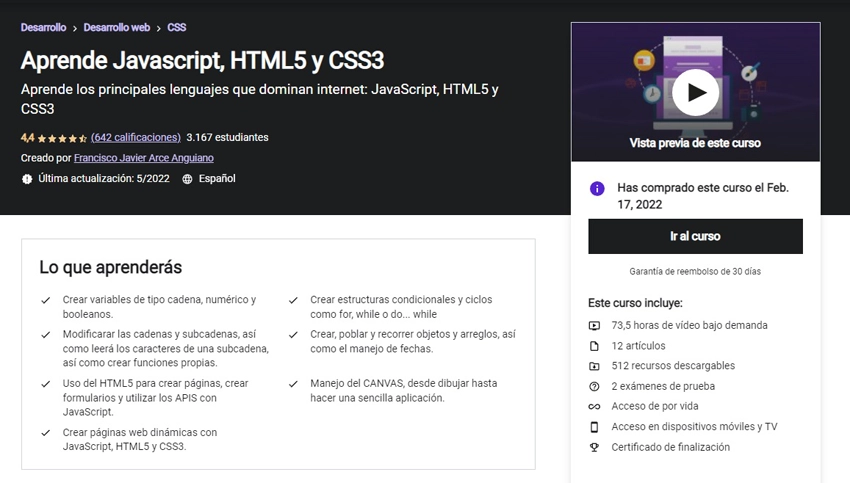 Desarrollo > Desarrollo web > CSS
Aprende Javascript, HTML5 y CSS3
Aprende los principales lenguajes que dominan internet: JavaScript, HTML5 y
CSS3
4,4 (642 calificaciones) 3.167 estudiantes
Creado por Francisco Javier Arce Anguiano
Última actualización: 5/2022 Español
Vista previa de este curso
Has comprado este curso el Feb.
17, 2022
Ir al curso
Garantía de reembolso de 30 días
Este curso incluye:
73,5 horas de vídeo bajo demanda
12 artículos
512 recursos descargables
2 exámenes de prueba
Acceso de por vida
Acceso en dispositivos móviles y TV
Certificado de finalización
Lo que aprenderás
Crear variables de tipo cadena, numérico y
booleanos.
Crear estructuras condicionales y ciclos
como for, while o do... while
Modificarar las cadenas y subcadenas, así
como leerá los caracteres de una subcadena,
así como crear funciones propias.
Crear, poblar y recorrer objetos y arreglos, así
como el manejo de fechas.
Uso del HTML5 para crear páginas, crear
formularios y utilizar los APIS con
JavaScript.
Manejo del CANVAS, desde dibujar hasta
hacer una sencilla aplicación.
Crear páginas web dinámicas con
JavaScript, HTML5 y CSS3.